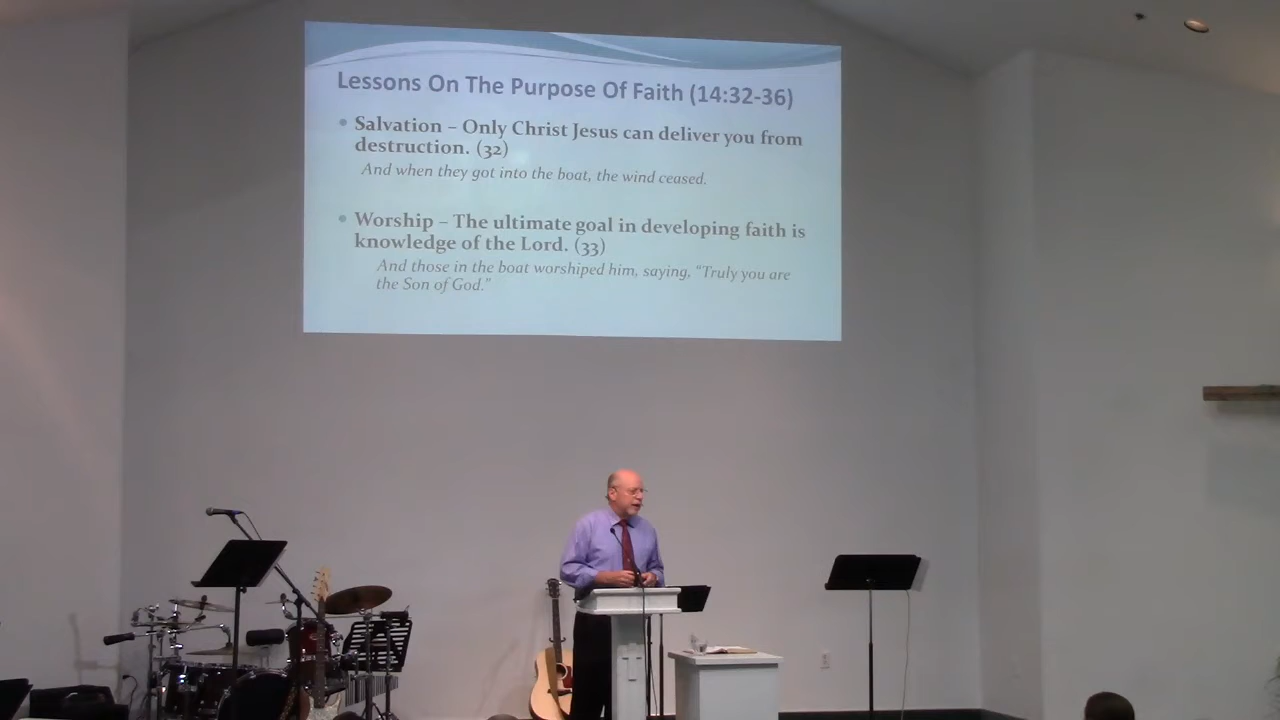 Lessons On The Purpose Of Faith (14:32-36)
• Salvation – Only Christ Jesus can deliver you from
destruction. (32)
And when they got into the boat, the wind ceased.
• Worship – The ultimate goal in developing faith is
knowledge of the Lord. (33)
And those in the boat worshiped him, saying, “Truly you are
the Son of God.”